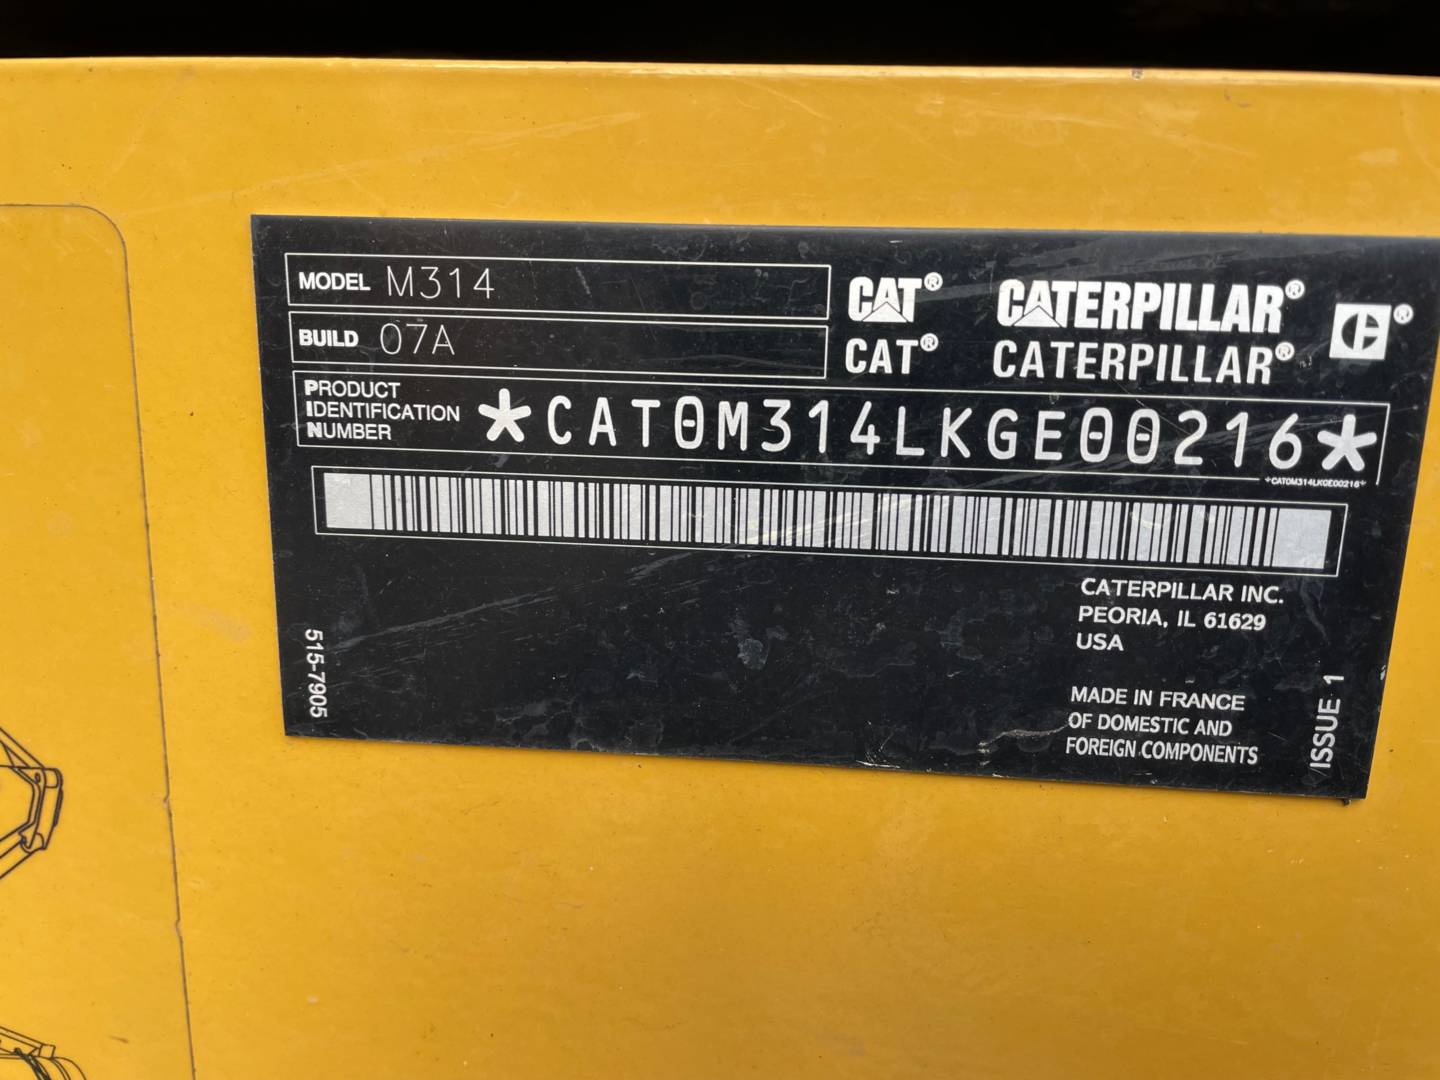 MODEL M314
BUILD 07A
CAT® CATERPILLAR®
CAT® CATERPILLAR®
C®
PRODUCT
IDENTIFICATION
NUMBER
*CAT0M314LKGE00216*
*CAT0M314LKGE00216*
CATERPILLAR INC.
PEORIA, IL 61629
USA
MADE IN FRANCE
OF DOMESTIC AND
FOREIGN COMPONENTS
515-7905
ISSUE 1